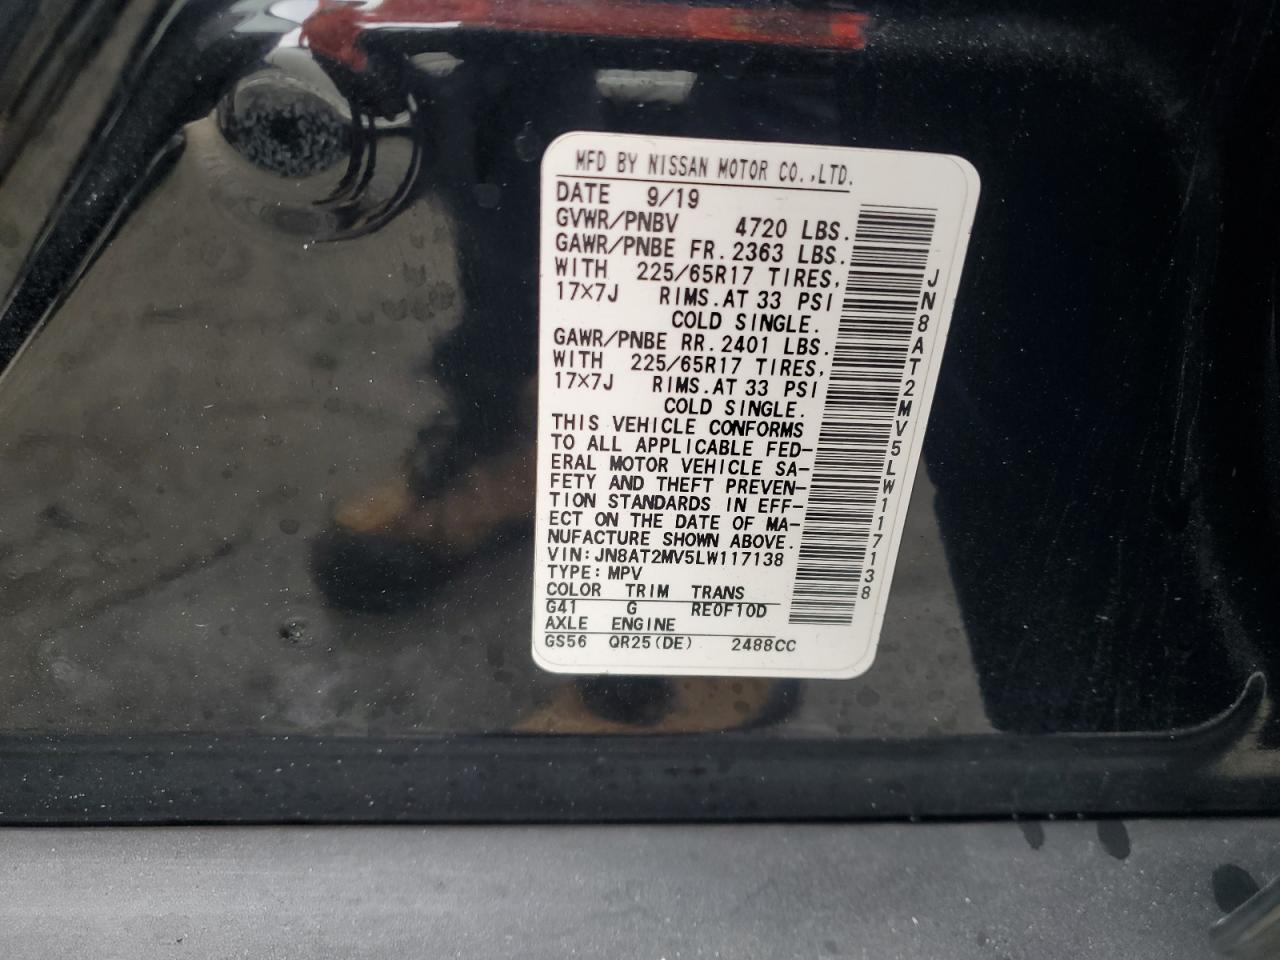 MFD BY NISSAN MOTOR CO.,LTD.
DATE 9/19
GVWR/PNBV 4720 LBS.
GAWR/PNBE FR. 2363 LBS.
WITH 225/65R17 TIRES,
17X7J RIMS. AT 33 PSI
COLD SINGLE.
GAWR/PNBE RR. 2401 LBS.
WITH 225/65R17 TIRES,
17X7J RIMS. AT 33 PSI
COLD SINGLE.
THIS VEHICLE CONFORMS
TO ALL APPLICABLE FED-
ERAL MOTOR VEHICLE SA-
FETY AND THEFT PREVEN-
TION STANDARDS IN EFF-
ECT ON THE DATE OF MA-
NUFACTURE SHOWN ABOVE.
VIN: JN8AT2MV5LW117138
TYPE: MPV
COLOR TRIM TRANS
G41 G RE0F10D
AXLE ENGINE
GS56 QR25(DE) 2488CC
JN8AT2MV5LW117138